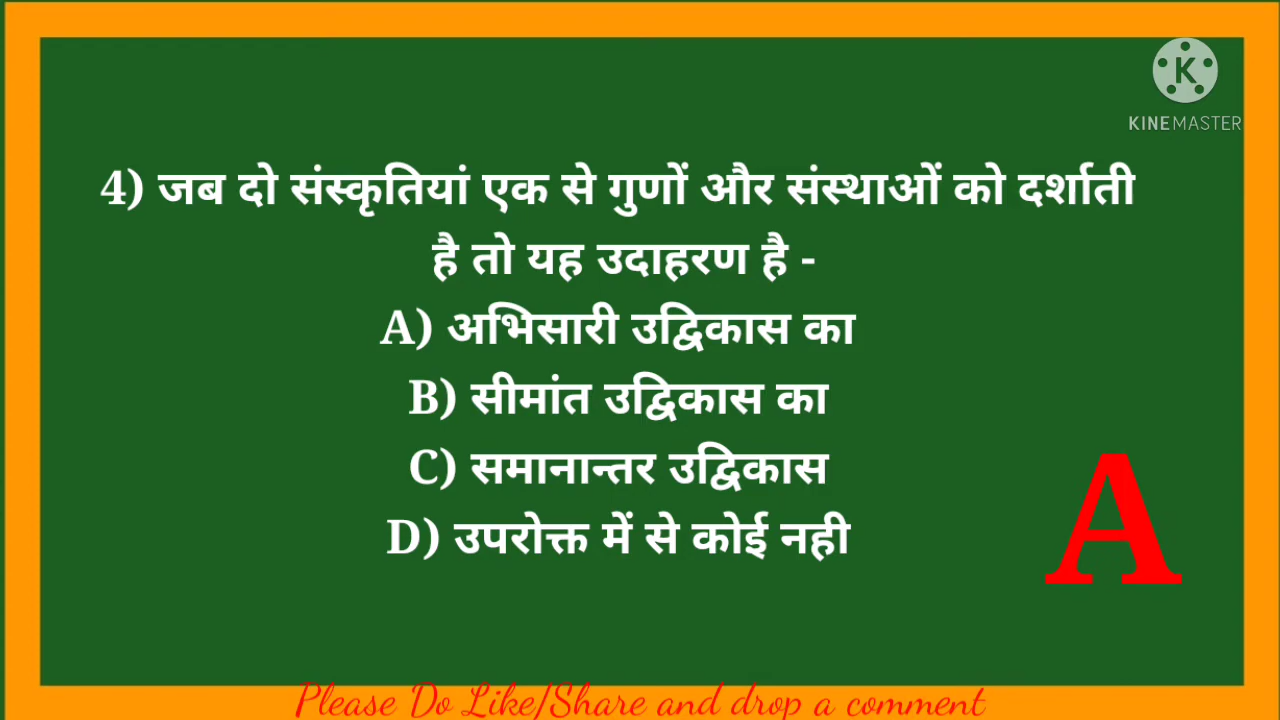 KINEMASTER
4) जब दो संस्कृतियां एक से गुणों और संस्थाओं को दर्शाती
है तो यह उदाहरण है -
A) अभिसारी उद्विकास का
B) सीमांत उद्विकास का
C) समानान्तर उद्विकास
D) उपरोक्त में से कोई नही
A
Please Do Like/Share and drop a comment